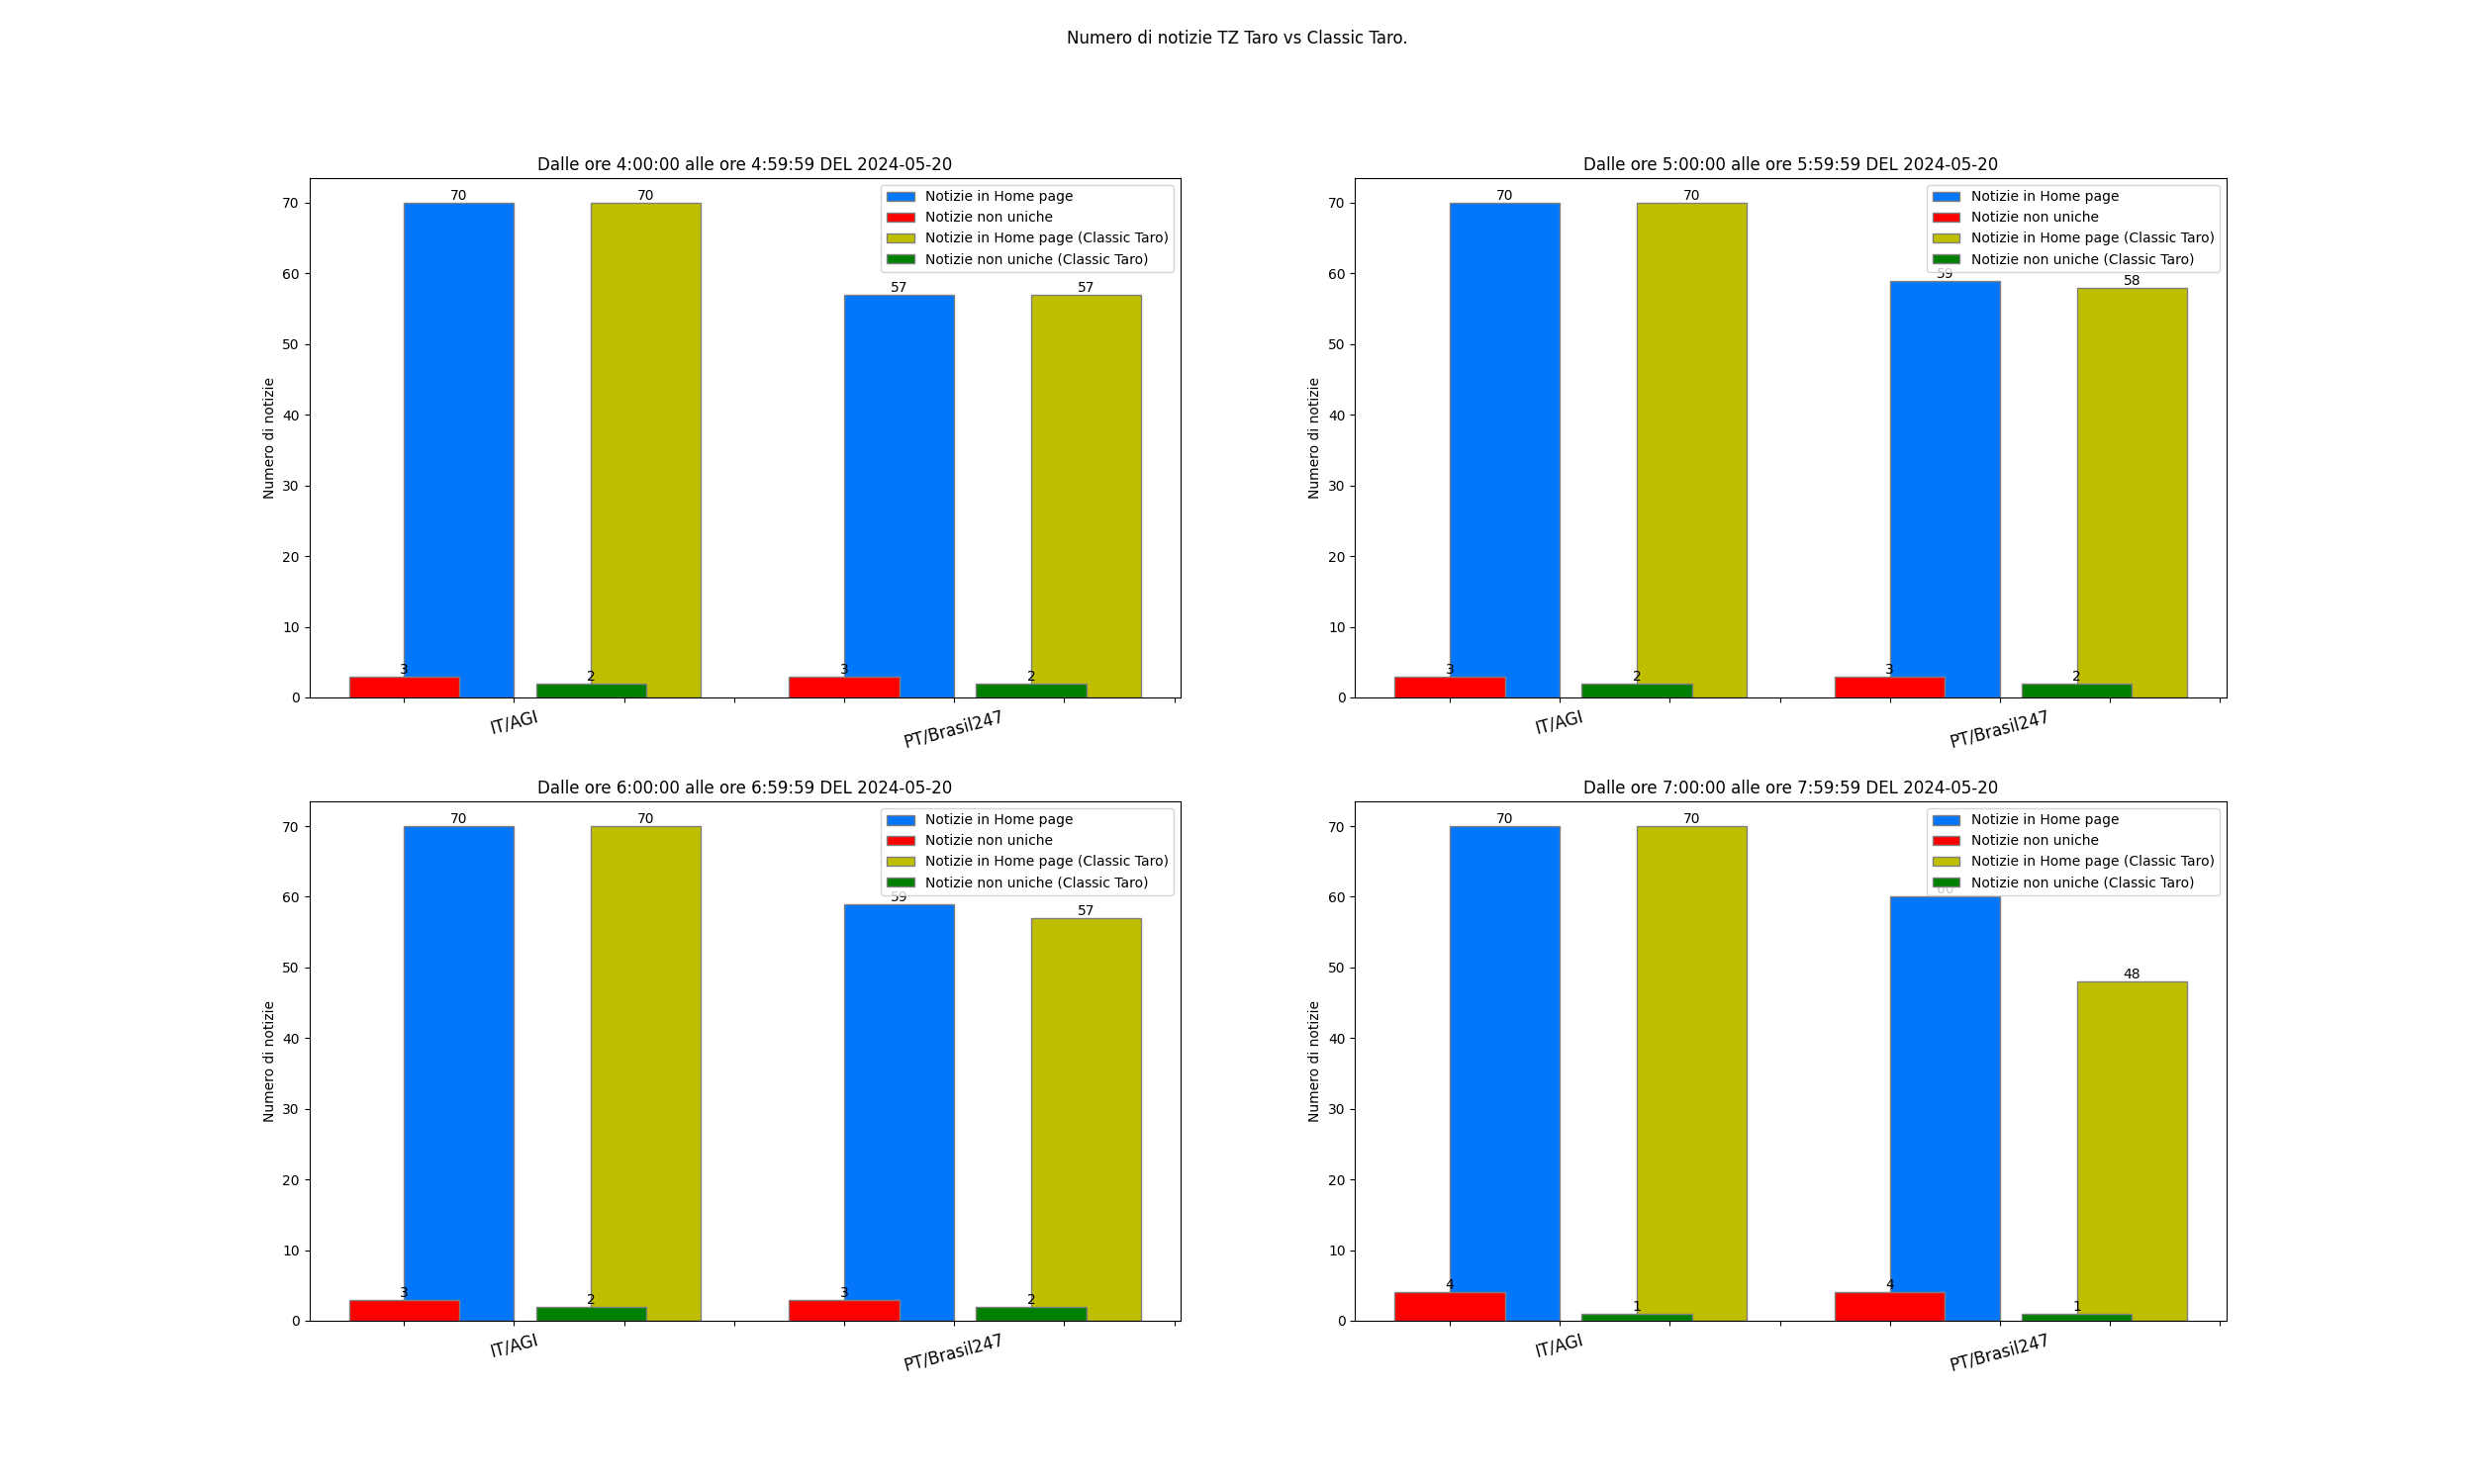 Numero di notizie TZ Taro vs Classic Taro.
Dalle ore 4:00:00 alle ore 4:59:59 DEL 2024-05-20
Numero di notizie
70
60
50
40
30
20
10
0
70
70
57
57
3
2
3
2
Notizie in Home page
Notizie non uniche
Notizie in Home page (Classic Taro)
Notizie non uniche (Classic Taro)
IT/AGI
PT/Brasil247
Dalle ore 5:00:00 alle ore 5:59:59 DEL 2024-05-20
Numero di notizie
70
60
50
40
30
20
10
0
70
70
59
58
3
2
3
2
Notizie in Home page
Notizie non uniche
Notizie in Home page (Classic Taro)
Notizie non uniche (Classic Taro)
IT/AGI
PT/Brasil247
Dalle ore 6:00:00 alle ore 6:59:59 DEL 2024-05-20
Numero di notizie
70
60
50
40
30
20
10
0
70
70
59
57
3
2
3
2
Notizie in Home page
Notizie non uniche
Notizie in Home page (Classic Taro)
Notizie non uniche (Classic Taro)
IT/AGI
PT/Brasil247
Dalle ore 7:00:00 alle ore 7:59:59 DEL 2024-05-20
Numero di notizie
70
60
50
40
30
20
10
0
70
70
60
48
4
1
4
1
Notizie in Home page
Notizie non uniche
Notizie in Home page (Classic Taro)
Notizie non uniche (Classic Taro)
IT/AGI
PT/Brasil247